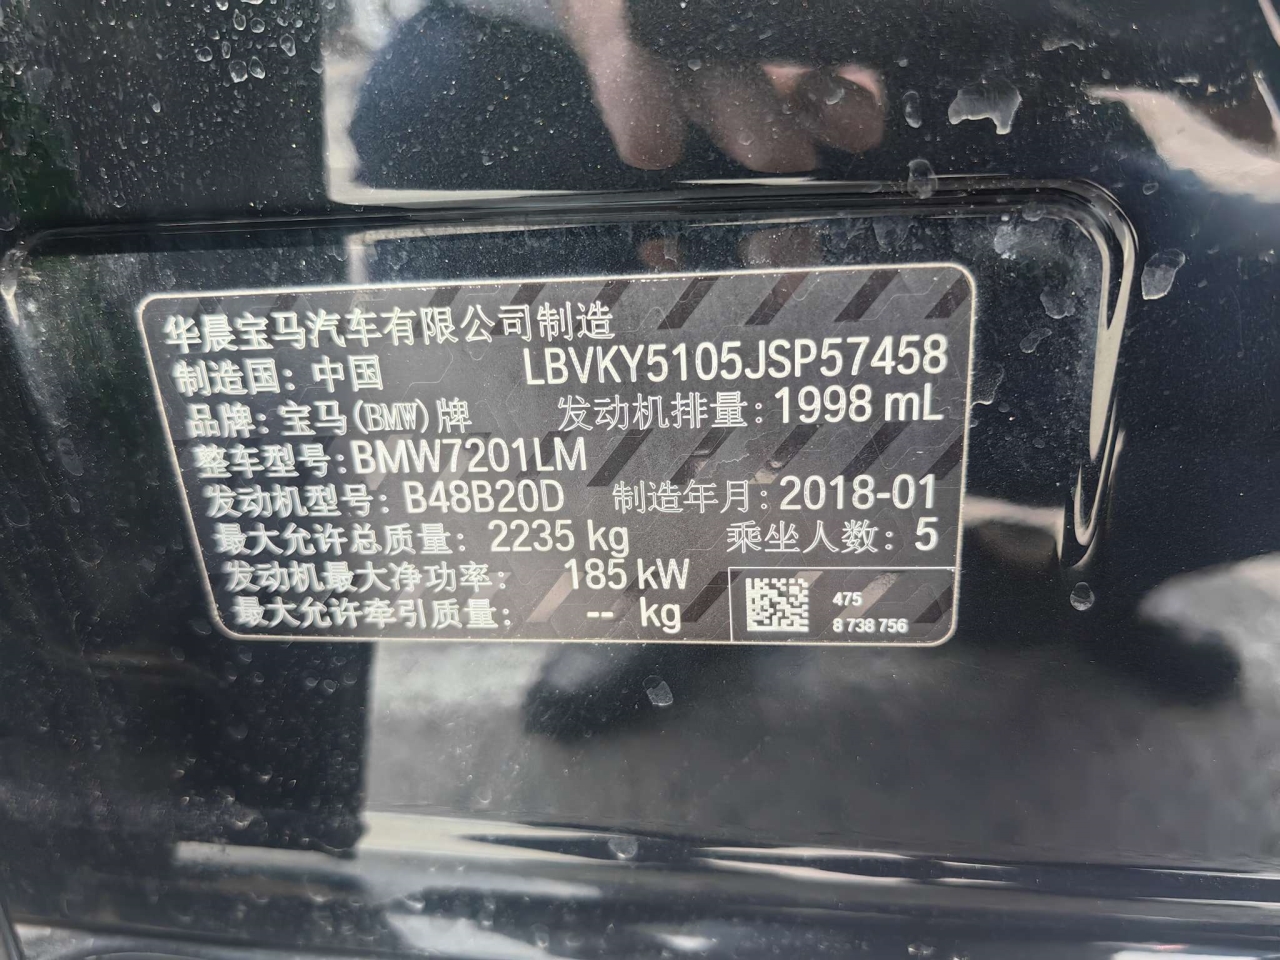 华晨宝马汽车有限公司制造
制造国：中国 LBVKY5105JSP57458
品牌：宝马(BMW)牌 发动机排量：1998 mL
整车型号：BMW7201LM
发动机型号：B48B20D 制造年月：2018-01
最大允许总质量：2235 kg 乘坐人数：5
发动机最大净功率：185 kW
最大允许牵引质量：-- kg
475
8 738 756